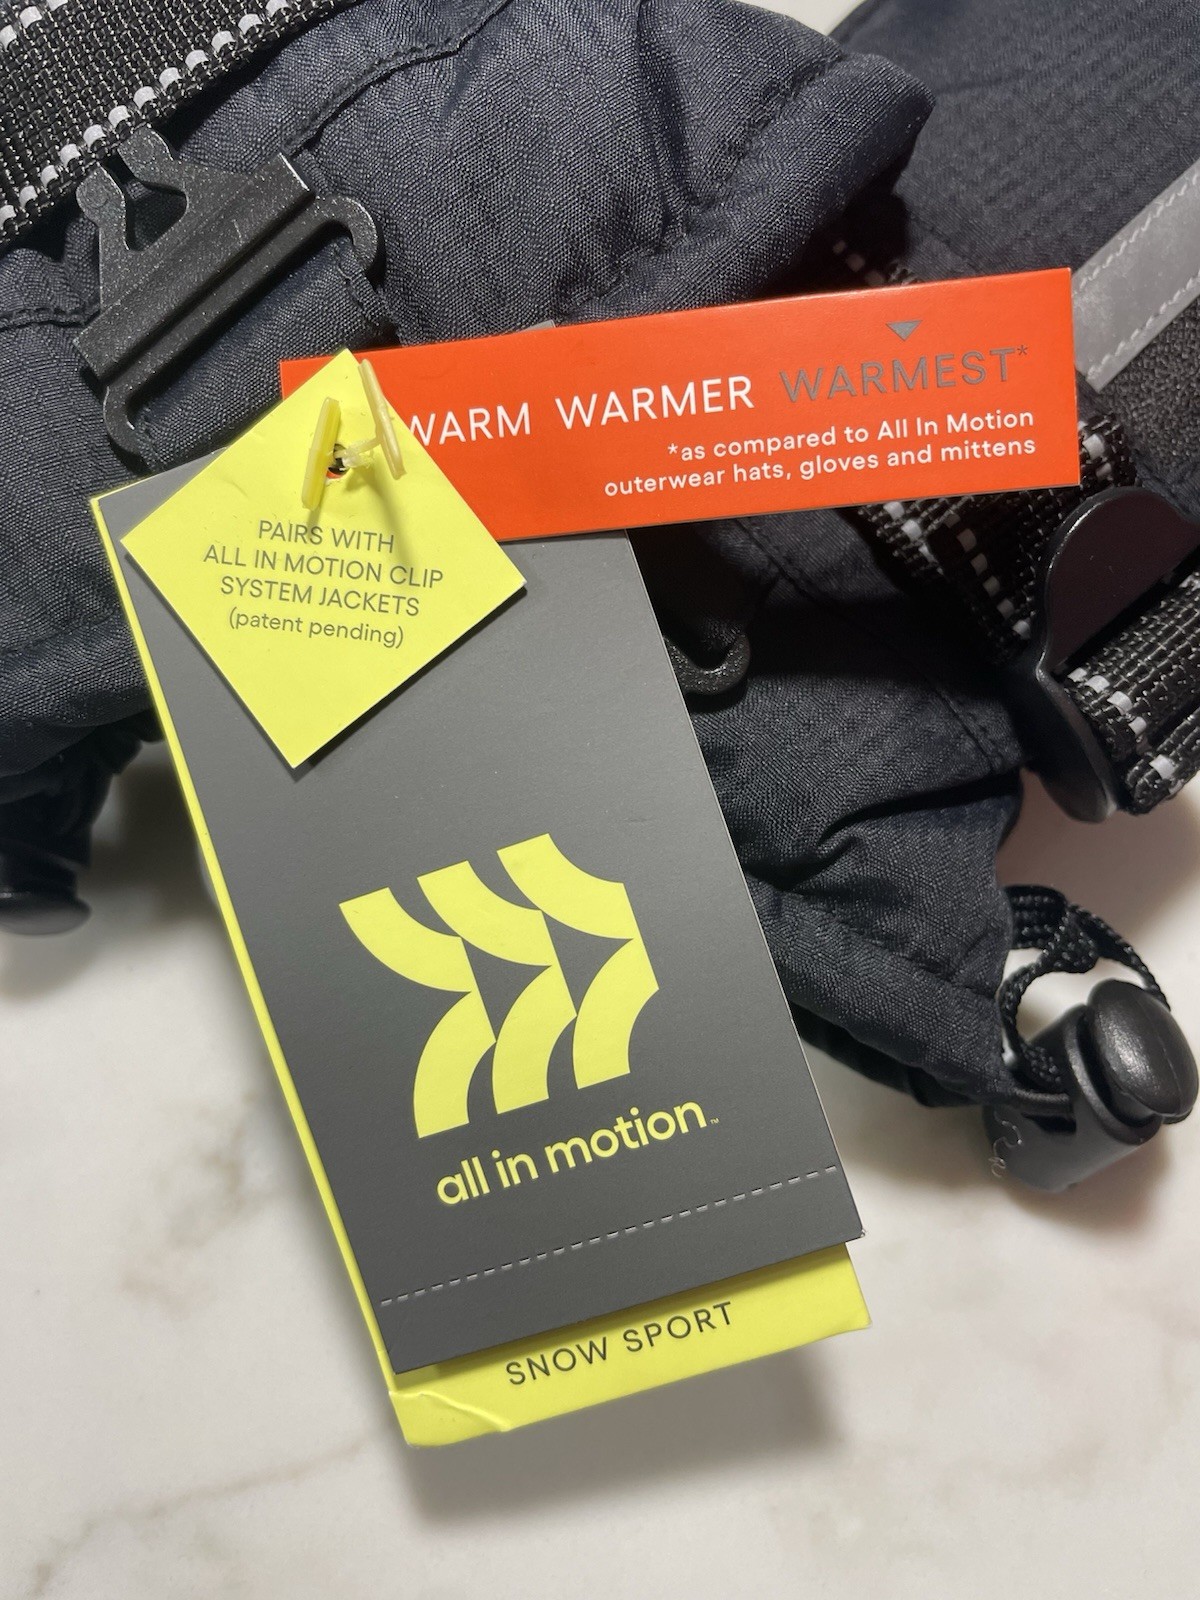 WARM WARMER WARMEST*
*as compared to All In Motion
outerwear hats, gloves and mittens
PAIRS WITH
ALL IN MOTION CLIP
SYSTEM JACKETS
(patent pending)
all in motion™
SNOW SPORT